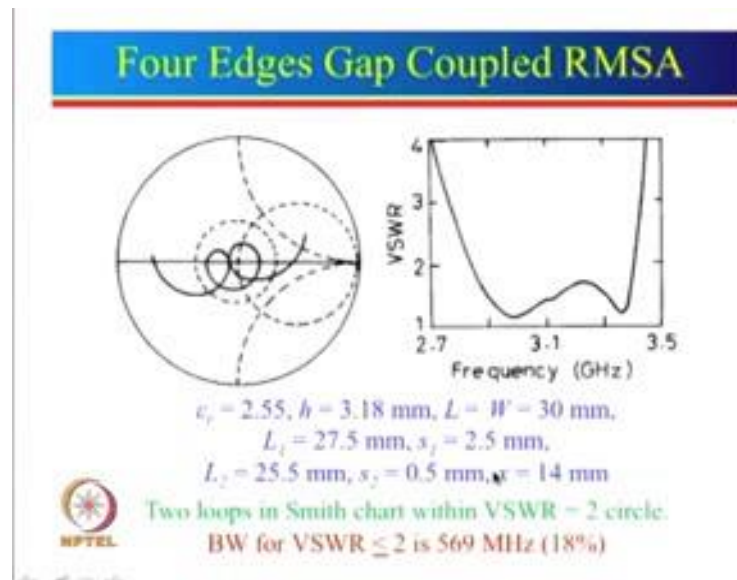 Four Edges Gap Coupled RMSA
4
3
2
1
VSWR
2.7 3.1 3.5
Frequency (GHz)
εr = 2.55, h = 3.18 mm, L = W = 30 mm,
L1 = 27.5 mm, s1 = 2.5 mm,
L2 = 25.5 mm, s2 = 0.5 mm, x = 14 mm
Two loops in Smith chart within VSWR = 2 circle.
BW for VSWR ≤ 2 is 569 MHz (18%)
NPTEL